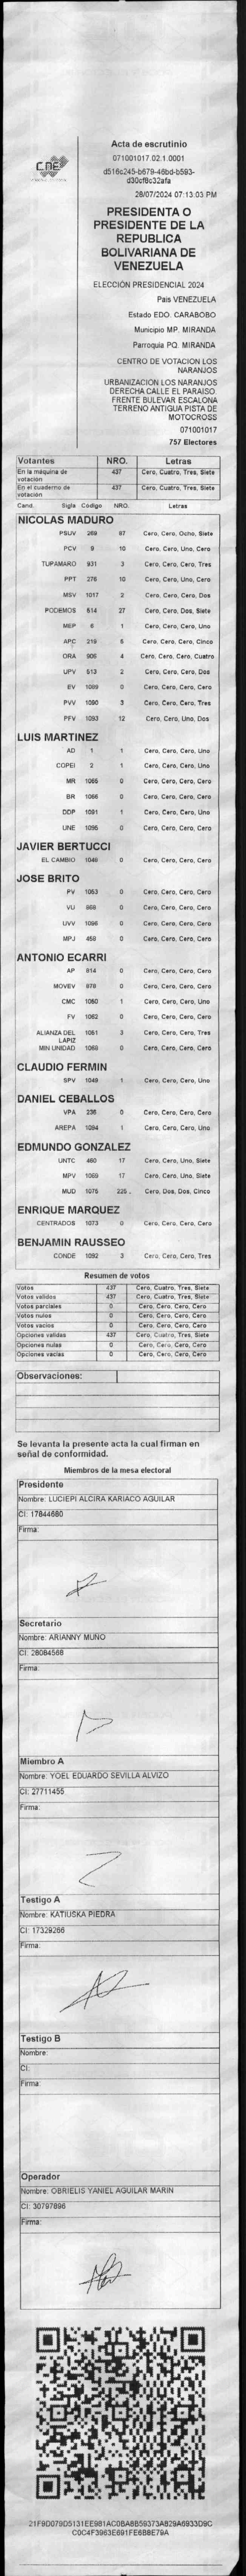 CNE
Acta de escrutinio
071001017.02.1.0001
d516c245-b679-46bd-b593-
d30cf8c32afa
28/07/2024 07:13:03 PM
PRESIDENTA O
PRESIDENTE DE LA
REPUBLICA
BOLIVARIANA DE
VENEZUELA
ELECCIÓN PRESIDENCIAL 2024
Pais VENEZUELA
Estado EDO. CARABOBO
Municipio MP. MIRANDA
Parroquia PQ. MIRANDA
CENTRO DE VOTACION LOS
NARANJOS
URBANIZACION LOS NARANJOS
DERECHA CALLE EL PARAISO.
FRENTE BULEVAR ESCALONA
TERRENO ANTIGUA PISTA DE
MOTOCROSS
071001017
757 Electores
Votantes NRO. Letras
En la máquina de votación 437 Cero, Cuatro, Tres, Siete
En el cuaderno de votación 437 Cero, Cuatro, Tres, Siete
Cand. Sigla Codigo NRO. Letras
NICOLAS MADURO
PSUV 269 87 Cero, Cero, Ocho, Siete
PCV 9 10 Cero, Cero, Uno, Cero
TUPAMARO 931 3 Cero, Cero, Cero, Tres
PPT 276 10 Cero, Cero, Uno, Cero
MSV 1017 2 Cero, Cero, Cero, Dos
PODEMOS 614 27 Cero, Cero, Dos, Siete
MEP 6 1 Cero, Cero, Cero, Uno
APC 219 5 Cero, Cero, Cero, Cinco
ORA 906 4 Cero, Cero, Cero, Cuatro
UPV 513 2 Cero, Cero, Cero, Dos
EV 1089 0 Cero, Cero, Cero, Cero
PVV 1090 3 Cero, Cero, Cero, Tres
PFV 1093 12 Cero, Cero, Uno, Dos
LUIS MARTINEZ
AD 1 1 Cero, Cero, Cero, Uno
COPEI 2 1 Cero, Cero, Cero, Uno
MR 1065 0 Cero, Cero, Cero, Cero
BR 1066 0 Cero, Cero, Cero, Cero
DDP 1091 1 Cero, Cero, Cero, Uno
UNE 1095 0 Cero, Cero, Cero, Cero
JAVIER BERTUCCI
EL CAMBIO 1048 0 Cero, Cero, Cero, Cero
JOSE BRITO
PV 1053 0 Cero, Cero, Cero, Cero
VU 868 0 Cero, Cero, Cero, Cero
UVV 1096 0 Cero, Cero, Cero, Cero
MPJ 458 0 Cero, Cero, Cero, Cero
ANTONIO ECARRI
AP 814 0 Cero, Cero, Cero, Cero
MOVEV 979 0 Cero, Cero, Cero, Cero
CMC 1060 1 Cero, Cero, Cero, Uno
FV 1062 0 Cero, Cero, Cero, Cero
ALIANZA DEL LAPIZ 1051 3 Cero, Cero, Cero, Tres
MIN UNIDAD 1069 0 Cero, Cero, Cero, Cero
CLAUDIO FERMIN
SPV 1049 1 Cero, Cero, Cero, Uno
DANIEL CEBALLOS
VPA 236 0 Cero, Cero, Cero, Cero
AREPA 1094 1 Cero, Cero, Cero, Uno
EDMUNDO GONZALEZ
UNTC 460 17 Cero, Cero, Uno, Siete
MPV 1069 17 Cero, Cero, Uno, Siete
MUD 1075 225 Cero, Dos, Dos, Cinco
ENRIQUE MARQUEZ
CENTRADOS 1073 0 Cero, Cero, Cero, Cero
BENJAMIN RAUSSEO
CONDE 1092 3 Cero, Cero, Cero, Tres
Resumen de votos
Votos 437 Cero, Cuatro, Tres, Siete
Votos validos 437 Cero, Cuatro, Tres, Siete
Votos parciales 0 Cero, Cero, Cero, Cero
Votos nulos 0 Cero, Cero, Cero, Cero
Votos vacios 0 Cero, Cero, Cero, Cero
Opciones validas 437 Cero, Cuatro, Tres, Siete
Opciones nulas 0 Cero, Cero, Cero, Cero
Opciones vacias 0 Cero, Cero, Cero, Cero
Observaciones:
Se levanta la presente acta la cual firman en
señal de conformidad.
Miembros de la mesa electoral
Presidente
Nombre: LUCIEPI ALCIRA KARIACO AGUILAR
CI: 17844680
Firma:
Secretario
Nombre: ARIANNY MUÑO
CI: 28084568
Firma:
Miembro A
Nombre: YOEL EDUARDO SEVILLA ALVIZO
CI: 27711455
Firma:
Testigo A
Nombre: KATIUSKA PIEDRA
CI: 17329266
Firma:
Testigo B
Nombre:
CI:
Firma:
Operador
Nombre: OBRIELIS YANIEL AGUILAR MARIN
CI: 30797896
Firma:
21F9D079D5131EE981AC0BA8B59373A829A6933D9C
C0C4F3963E691FE6B8E79A